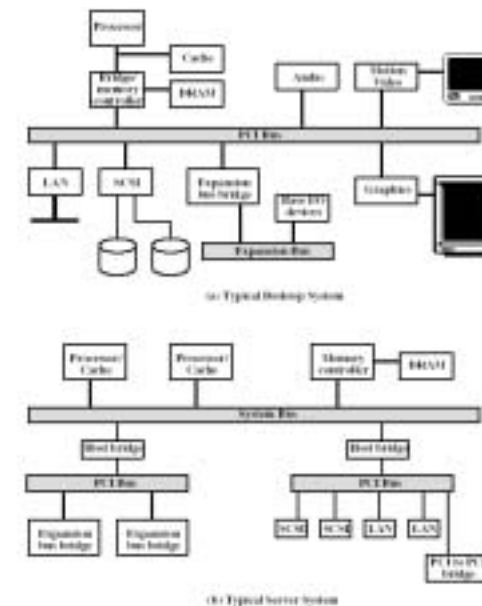 Processor
Cache
Bridge/
memory
controller
DRAM
Audio
Motion
Video
PCI Bus
LAN
SCSI
Expansion
bus bridge
Base I/O
devices
Graphics
Expansion Bus
(a) Typical Desktop System
Processor/
Cache
Processor/
Cache
Memory
controller
DRAM
System Bus
Host bridge
Host bridge
PCI Bus
PCI Bus
Expansion
bus bridge
Expansion
bus bridge
SCSI
SCSI
LAN
LAN
PCI to PCI
bridge
(b) Typical Server System